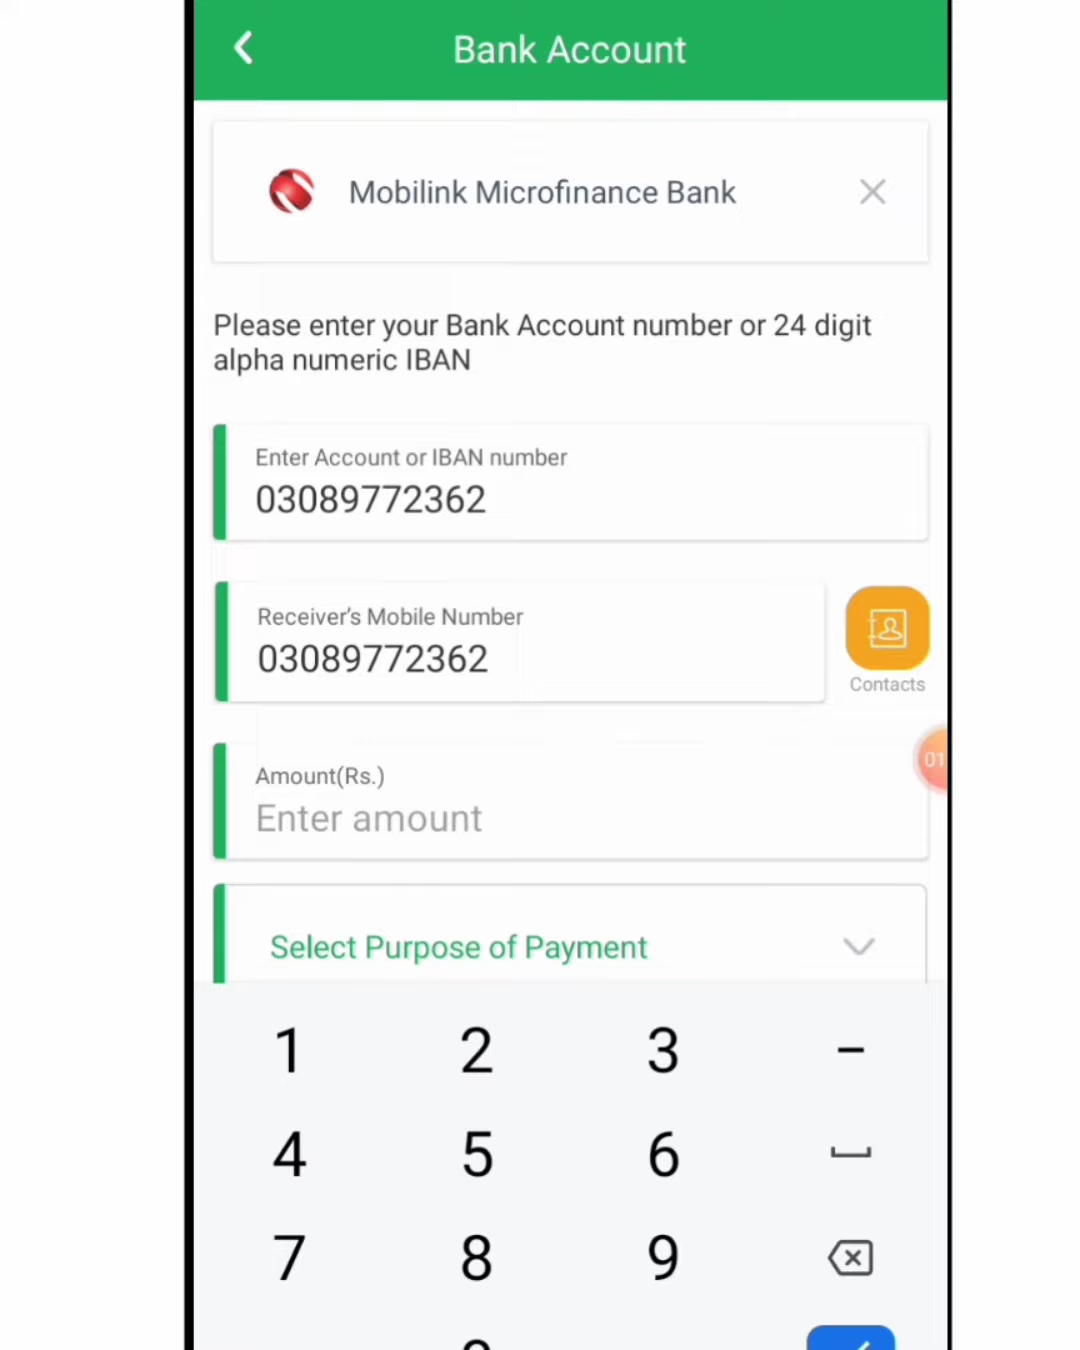 Bank Account
Mobilink Microfinance Bank
Please enter your Bank Account number or 24 digit
alpha numeric IBAN
Enter Account or IBAN number
03089772362
Receiver's Mobile Number
03089772362
Contacts
01
Amount(Rs.)
Enter amount
Select Purpose of Payment
1 2 3 –
4 5 6
7 8 9